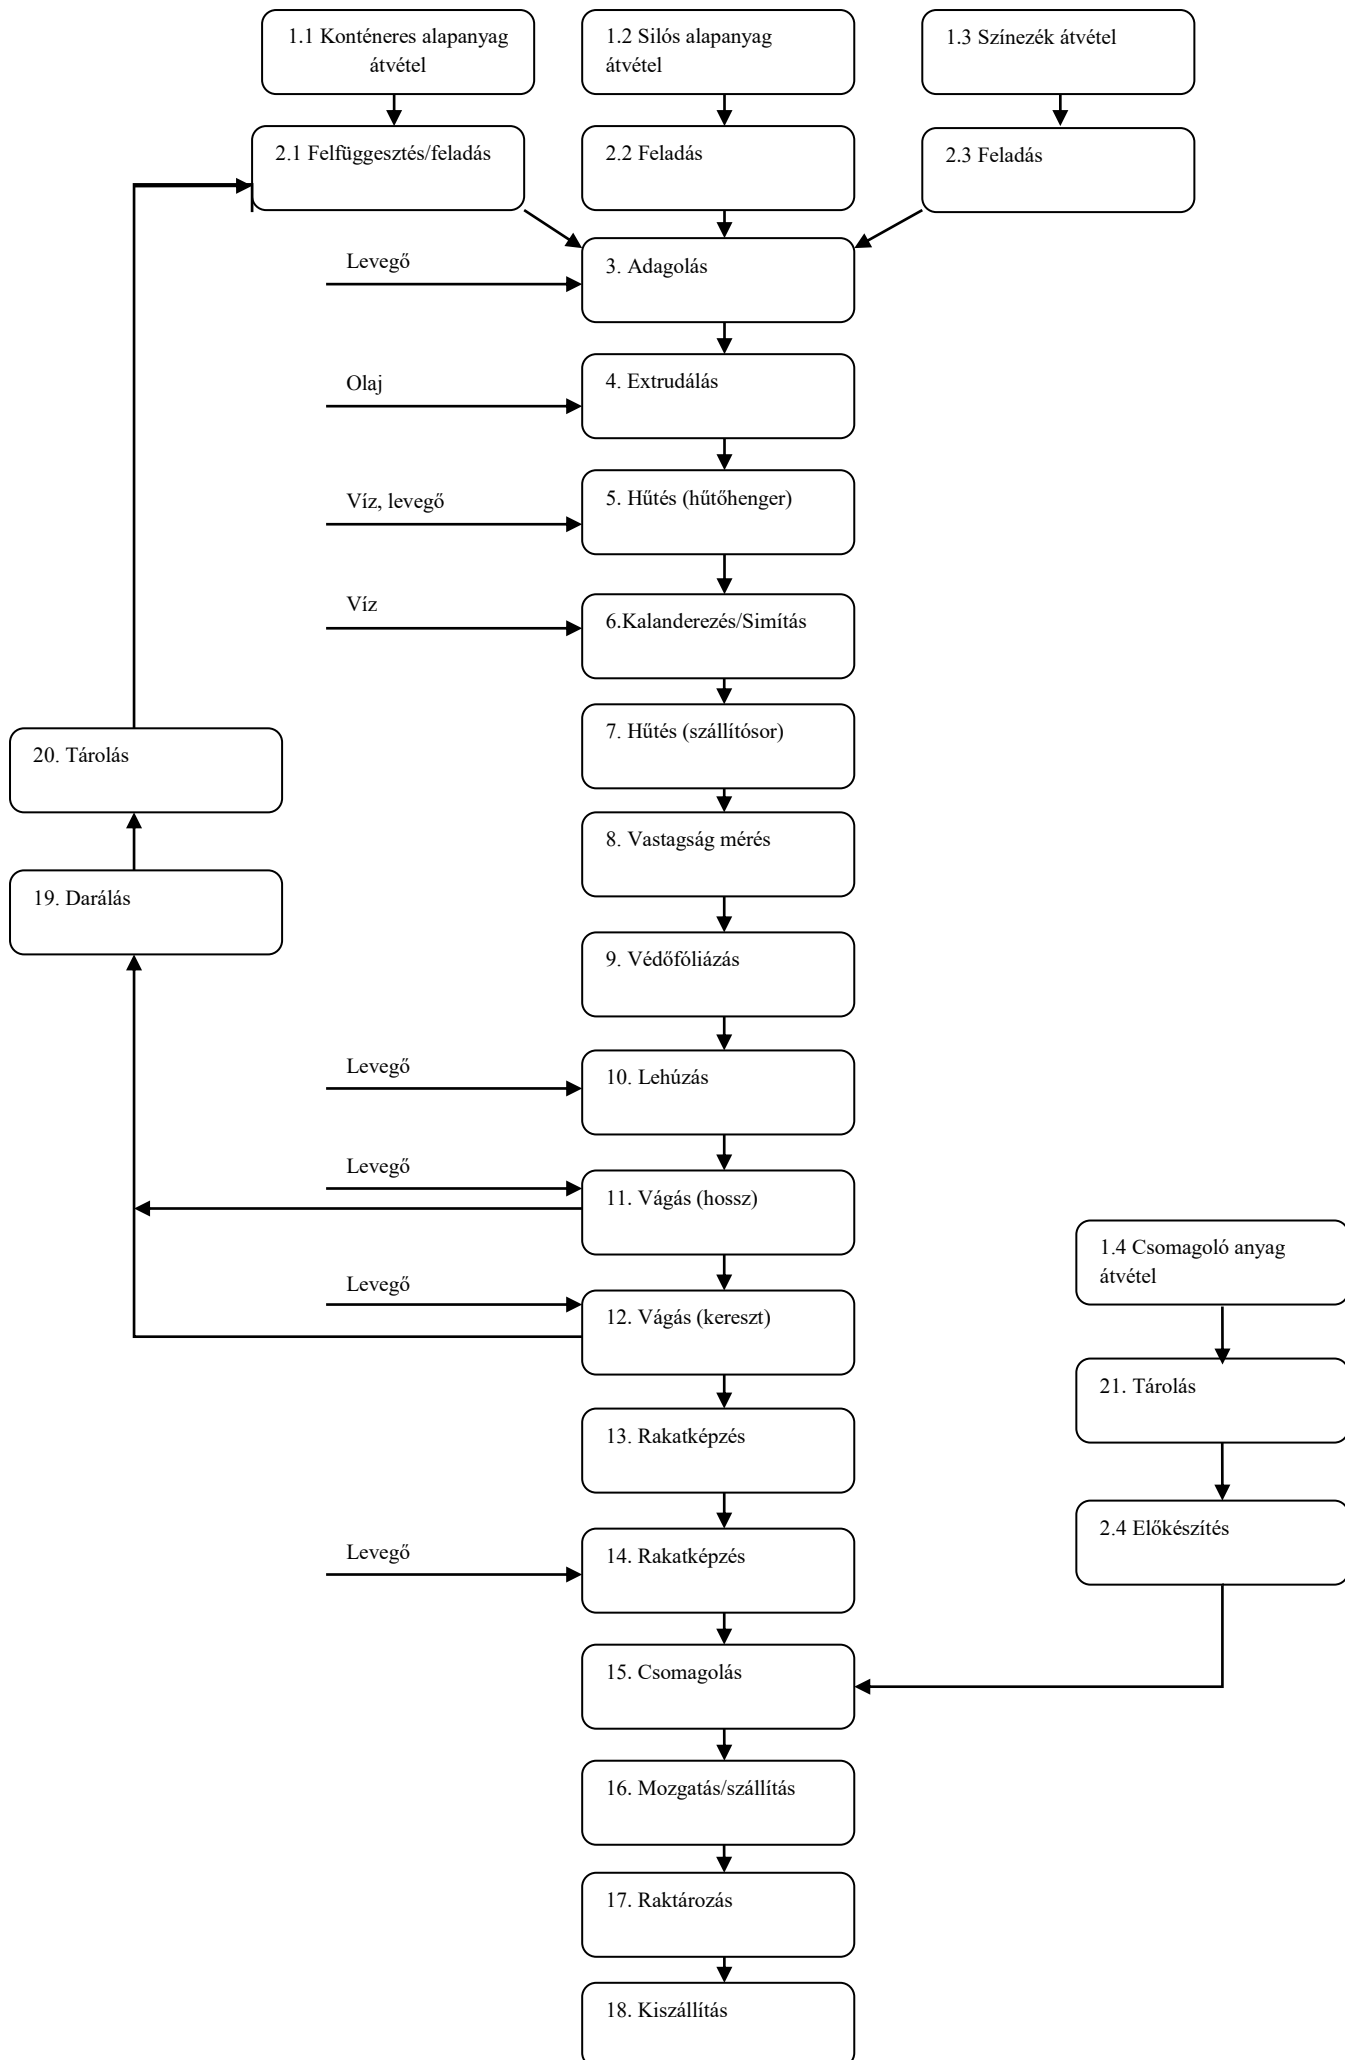 1.1 Konténeres alapanyag
átvétel
1.2 Silós alapanyag
átvétel
1.3 Színezék átvétel
2.1 Felfüggesztés/feladás
2.2 Feladás
2.3 Feladás
Levegő
3. Adagolás
Olaj
4. Extrudálás
Víz, levegő
5. Hűtés (hűtőhenger)
Víz
6.Kalanderezés/Simítás
7. Hűtés (szállítósor)
20. Tárolás
8. Vastagság mérés
19. Darálás
9. Védőfóliázás
Levegő
10. Lehúzás
Levegő
11. Vágás (hossz)
1.4 Csomagoló anyag
átvétel
Levegő
12. Vágás (kereszt)
21. Tárolás
13. Rakatképzés
2.4 Előkészítés
Levegő
14. Rakatképzés
15. Csomagolás
16. Mozgatás/szállítás
17. Raktározás
18. Kiszállítás